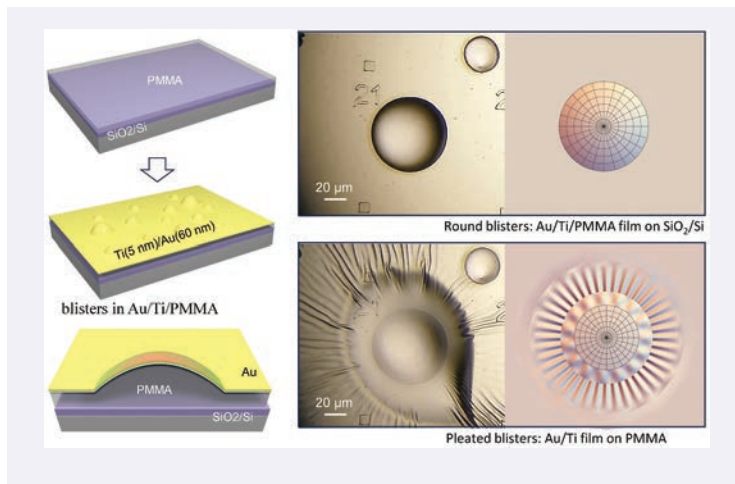 PMMA
SiO2/Si
Ti(5 nm)/Au(60 nm)
blisters in Au/Ti/PMMA
Au
PMMA
SiO2/Si
21
20 µm
Round blisters: Au/Ti/PMMA film on SiO₂/Si
20 µm
Pleated blisters: Au/Ti film on PMMA